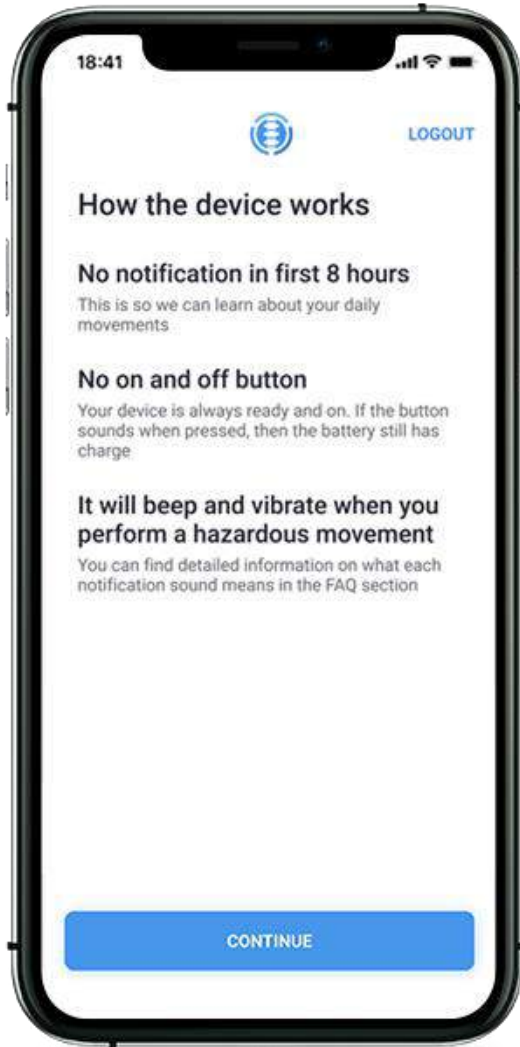 18:41
LOGOUT
How the device works
No notification in first 8 hours
This is so we can learn about your daily
movements
No on and off button
Your device is always ready and on. If the button
sounds when pressed, then the battery still has
charge
It will beep and vibrate when you
perform a hazardous movement
You can find detailed information on what each
notification sound means in the FAQ section
CONTINUE